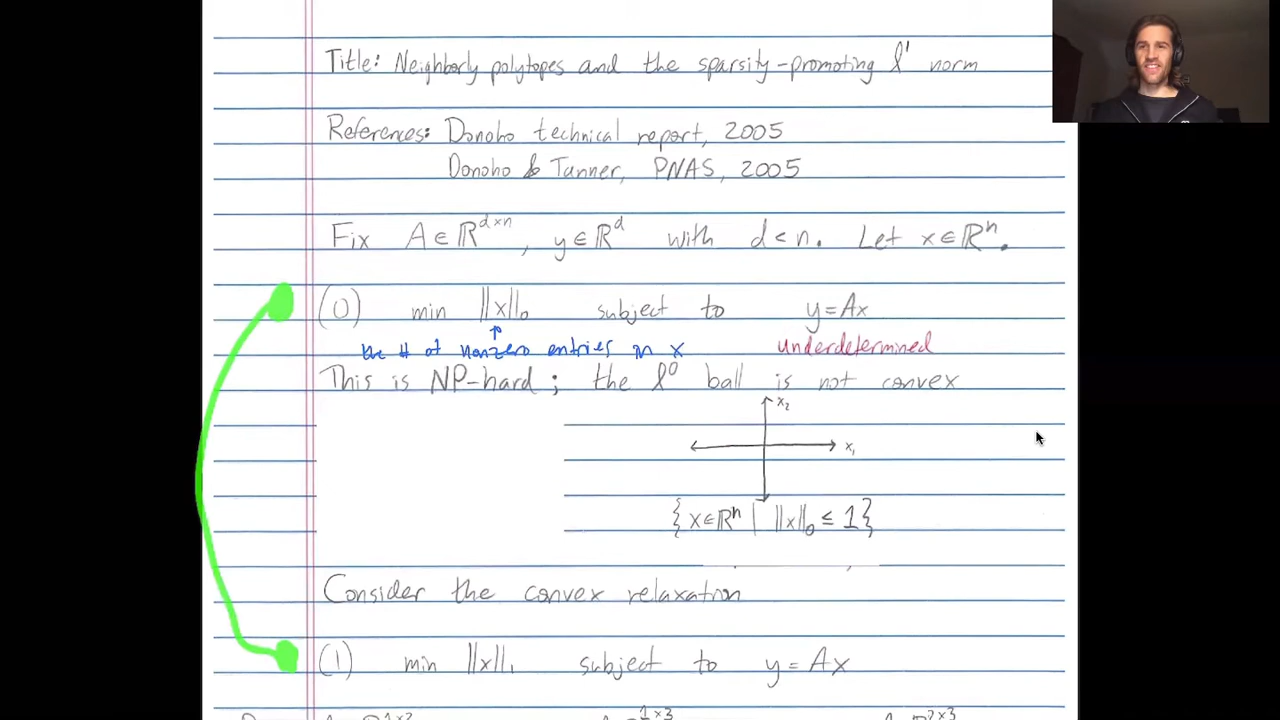 Title: Neighborly polytopes and the sparsity-promoting ℓ¹ norm
References: Donoho technical report, 2005
Donoho & Tanner, PNAS, 2005
Fix A∈ℝ^{d×n}, y∈ℝ^d with d<n. Let x∈ℝⁿ.
(0) min ||x||₀ subject to y=Ax
the # of nonzero entries in x underdetermined
This is NP-hard; the ℓ⁰ ball is not convex
x₂
x₁
{x∈ℝⁿ | ||x||₀ ≤ 1}
Consider the convex relaxation
(1) min ||x||₁ subject to y=Ax